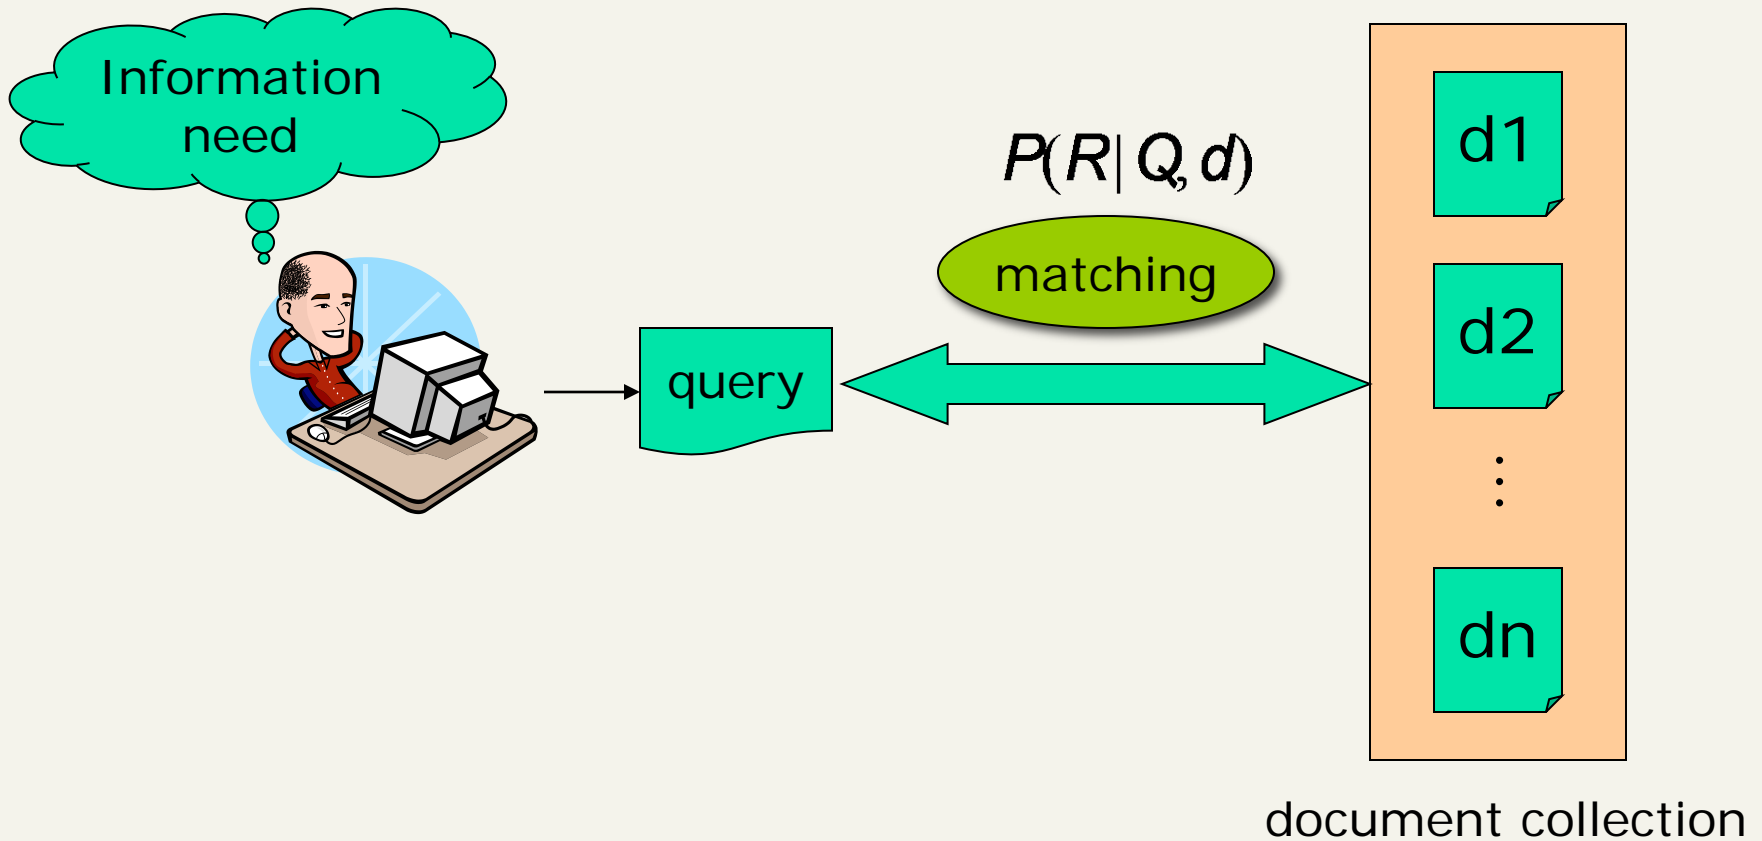 Information
need
P(R|Q,d)
matching
query
d1
d2
⋮
dn
document collection